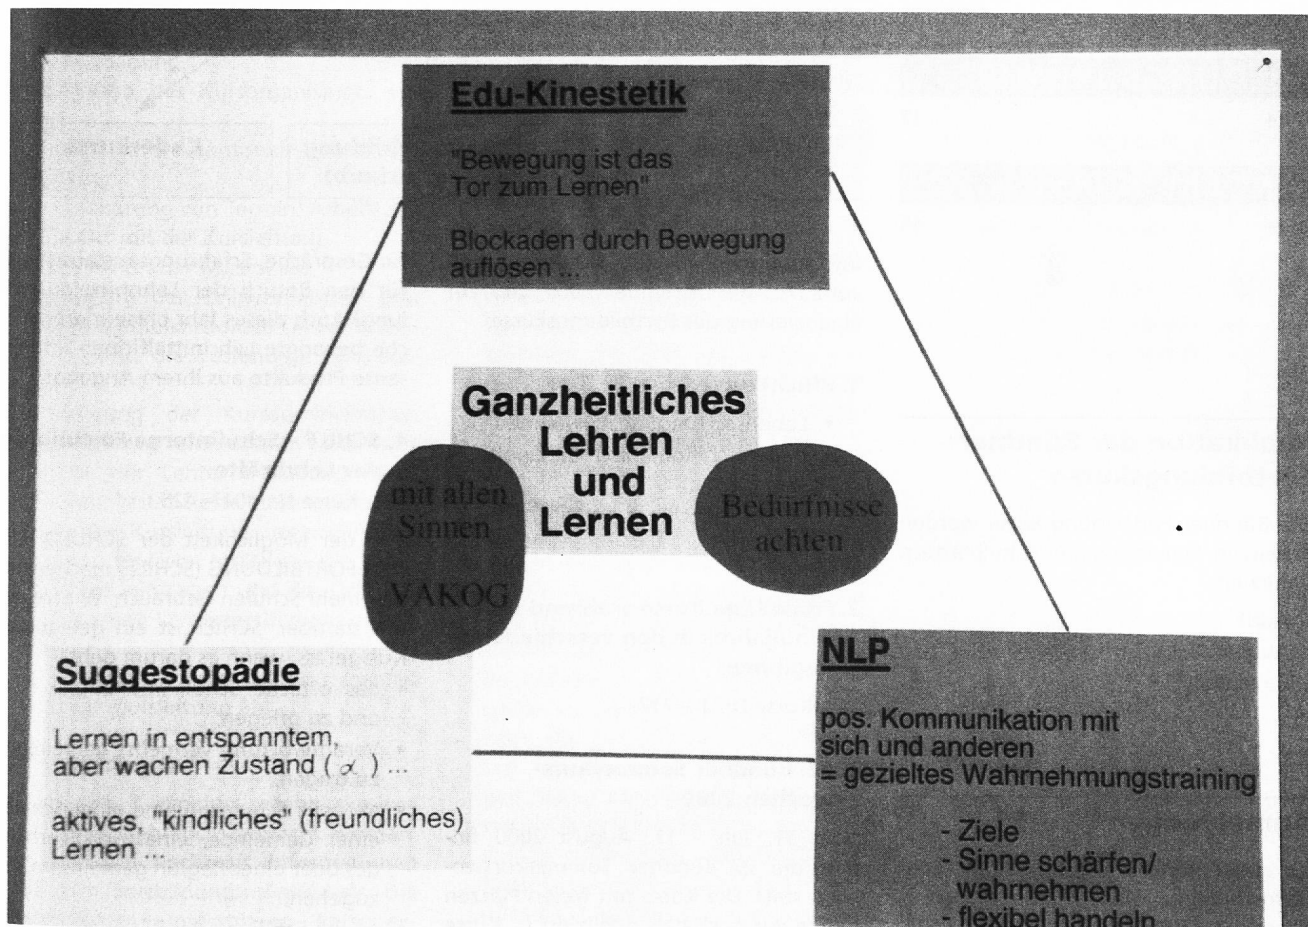 Edu-Kinestetik
"Bewegung ist das
Tor zum Lernen"
Blockaden durch Bewegung
auflösen ...
Ganzheitliches
Lehren
und
Lernen
mit allen
Sinnen
VAKOG
Bedürfnisse
achten
Suggestopädie
Lernen in entspanntem,
aber wachen Zustand ( α ) ...
aktives, "kindliches" (freundliches)
Lernen ...
NLP
pos. Kommunikation mit
sich und anderen
= gezieltes Wahrnehmungstraining
- Ziele
- Sinne schärfen/
wahrnehmen
- flexibel handeln